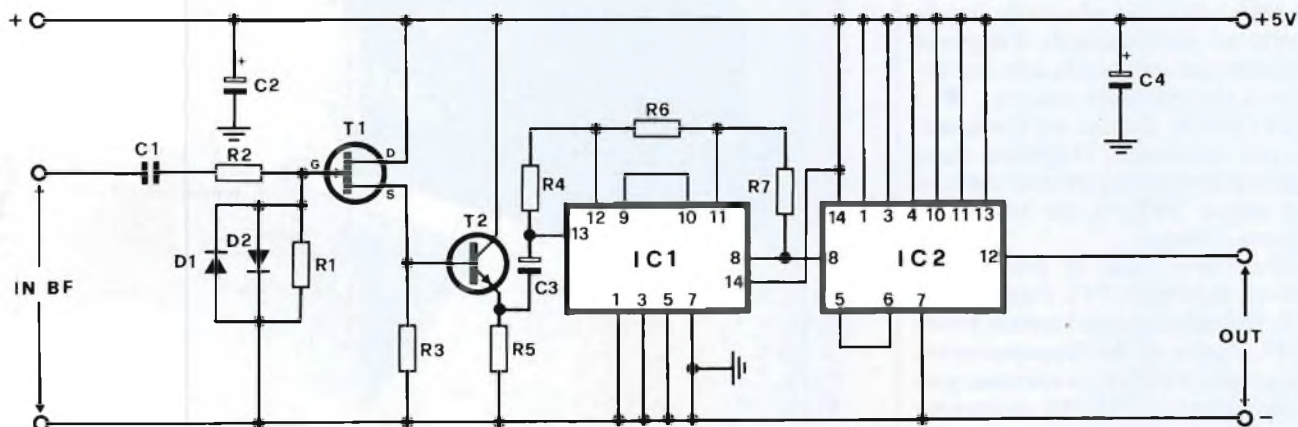 +
+5V
C2
C4
T1
C1
R2
G
D
S
R6
R4
R7
T2
12
9
10
11
14
1
3
4
10
11
13
D1
D2
R1
13
IC1
8
14
8
IC2
12
C3
IN BF
R3
R5
1
3
5
7
5
6
7
OUT
-